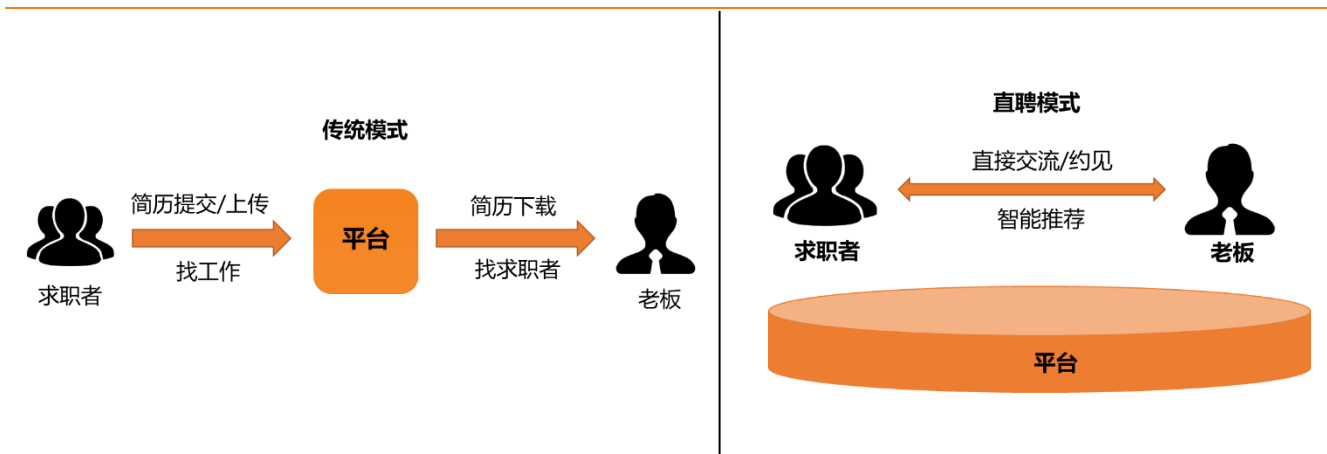 传统模式
简历提交/上传
找工作
求职者
平台
简历下载
找求职者
老板
直聘模式
直接交流/约见
智能推荐
求职者
老板
平台